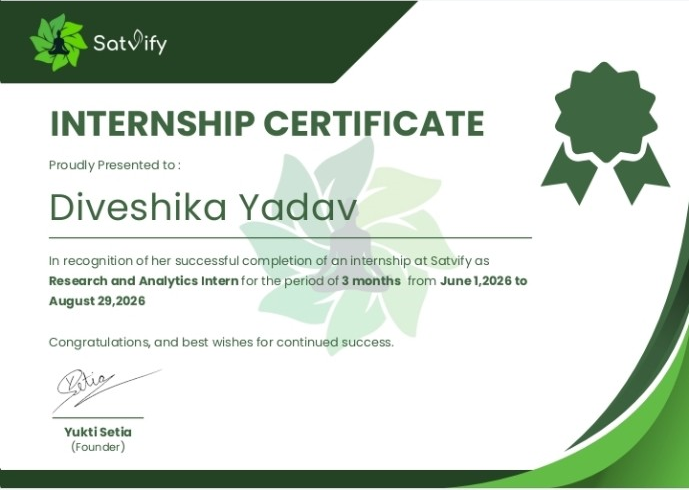 Satvify
INTERNSHIP CERTIFICATE
Proudly Presented to :
Diveshika Yadav
In recognition of her successful completion of an internship at Satvify as
Research and Analytics Intern for the period of 3 months from June 1,2026 to
August 29,2026
Congratulations, and best wishes for continued success.
Setia
Yukti Setia
(Founder)